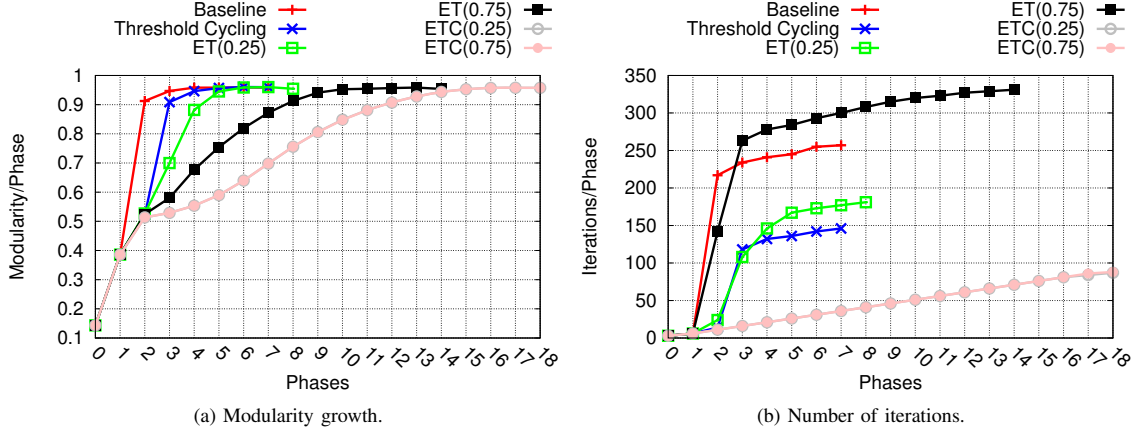 Baseline
Threshold Cycling
ET(0.25)
ET(0.75)
ETC(0.25)
ETC(0.75)
Modularity/Phase
1
0.9
0.8
0.7
0.6
0.5
0.4
0.3
0.2
0.1
0 1 2 3 4 5 6 7 8 9 10 11 12 13 14 15 16 17 18
Phases
(a) Modularity growth.
Baseline
Threshold Cycling
ET(0.25)
ET(0.75)
ETC(0.25)
ETC(0.75)
Iterations/Phase
350
300
250
200
150
100
50
0
0 1 2 3 4 5 6 7 8 9 10 11 12 13 14 15 16 17 18
Phases
(b) Number of iterations.